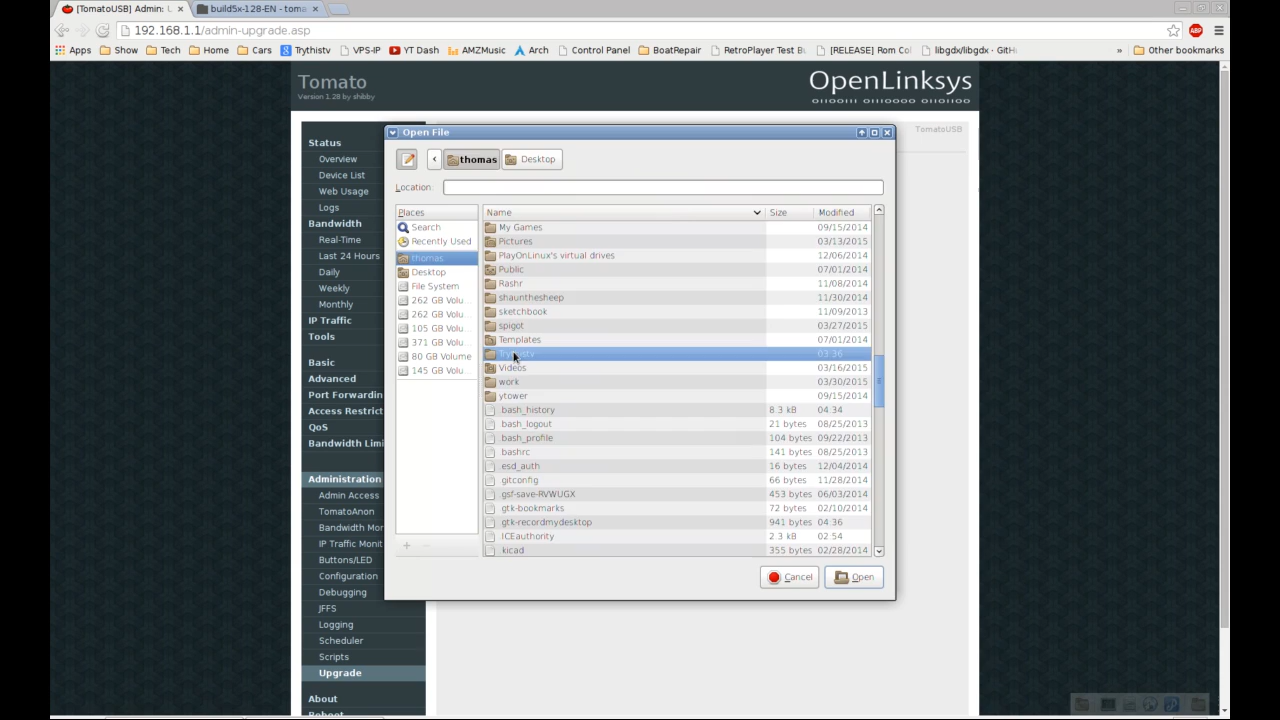 [TomatoUSB] Admin: U
build5x-128-EN - toma
192.168.1.1/admin-upgrade.asp
Apps Show Tech Home Cars Trythistv VPS-IP YT Dash AMZMusic Arch Control Panel BoatRepair RetroPlayer Test B [RELEASE] Rom Co libgdx/libgdx · GitH » Other bookmarks
Tomato
Version 1.28 by shibby
OpenLinksys
TomatoUSB
Status
Overview
Device List
Web Usage
Logs
Bandwidth
Real-Time
Last 24 Hours
Daily
Weekly
Monthly
IP Traffic
Tools
Basic
Advanced
Port Forwardin
Access Restrict
QoS
Bandwidth Limi
Administration
Admin Access
TomatoAnon
Bandwidth Mor
IP Traffic Monit
Buttons/LED
Configuration
Debugging
JFFS
Logging
Scheduler
Scripts
Upgrade
About
Reboot
Open File
thomas Desktop
Location:
Places
Search
Recently Used
thomas
Desktop
File System
262 GB Volu...
262 GB Volu...
105 GB Volu...
371 GB Volu...
80 GB Volume
145 GB Volu...
Name Size Modified
My Games 09/15/2014
Pictures 03/13/2015
PlayOnLinux's virtual drives 12/06/2014
Public 07/01/2014
Rashr 11/08/2014
shaunthesheep 11/30/2014
sketchbook 11/09/2013
spigot 03/27/2015
Templates 07/01/2014
Trythistv 03:36
Videos 03/16/2015
work 03/30/2015
ytower 09/15/2014
.bash_history 8.3 kB 04:34
.bash_logout 21 bytes 08/25/2013
.bash_profile 104 bytes 09/22/2013
.bashrc 141 bytes 08/25/2013
.esd_auth 16 bytes 12/04/2014
.gitconfig 66 bytes 11/28/2014
.gsf-save-RVWUGX 453 bytes 06/03/2014
.gtk-bookmarks 72 bytes 02/10/2014
.gtk-recordmydesktop 941 bytes 04:36
.ICEauthority 2.3 kB 02:54
.kicad 355 bytes 02/28/2014
Cancel Open